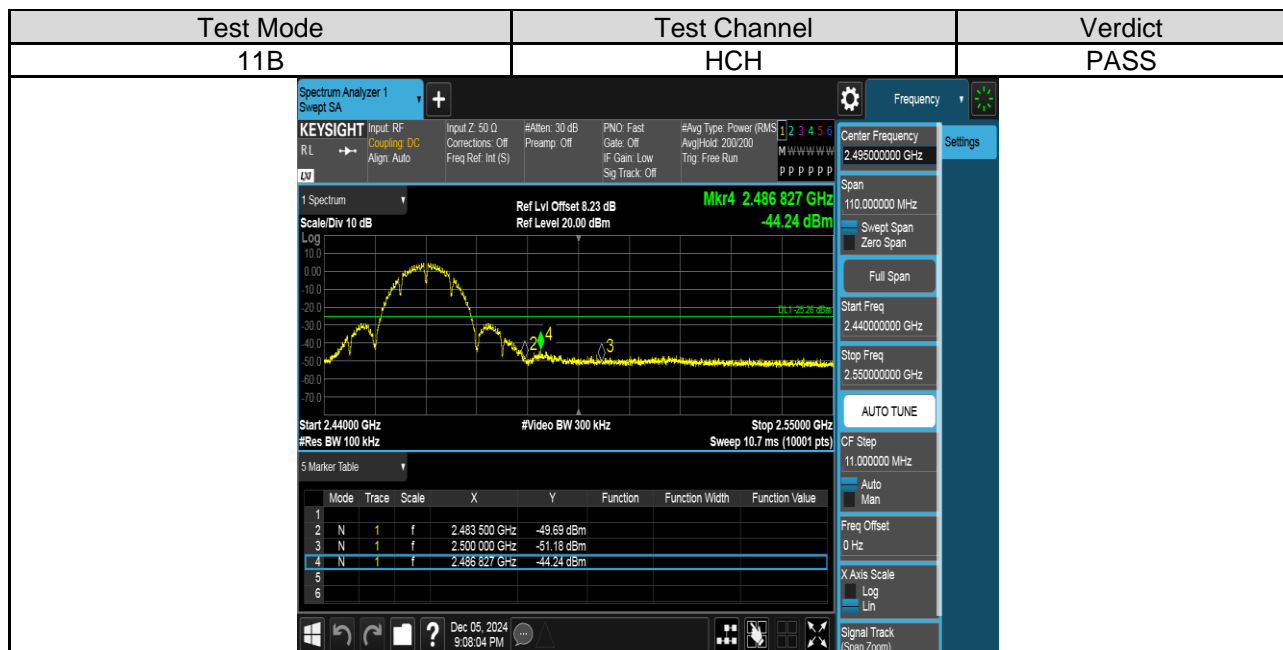 Test Mode Test Channel Verdict
11B HCH PASS
Spectrum Analyzer 1
Swept SA
+
Frequency
KEYSIGHT Input: RF Input Z: 50 Ω #Atten: 30 dB PNO: Fast #Avg Type: Power (RMS 1 2 3 4 5 6
RL Coupling: DC Corrections: Off Preamp: Off Gate: Off Avg|Hold: 200/200 M W W W W W
Align: Auto Freq Ref: Int (S) IF Gain: Low Trig: Free Run
LXI Sig Track: Off P P P P P P
Center Frequency
2.495000000 GHz
Settings
Span
110.000000 MHz
Swept Span
Zero Span
Full Span
Start Freq
2.440000000 GHz
Stop Freq
2.550000000 GHz
AUTO TUNE
CF Step
11.000000 MHz
Auto
Man
Freq Offset
0 Hz
X Axis Scale
Log
Lin
Signal Track
(Span Zoom)
1 Spectrum Ref Lvl Offset 8.23 dB Mkr4 2.486 827 GHz
Scale/Div 10 dB Ref Level 20.00 dBm -44.24 dBm
Log
10.0
0.00
-10.0
-20.0
DL1 -25.26 dBm
-30.0
-40.0
2 4 3
-50.0
-60.0
-70.0
Start 2.44000 GHz #Video BW 300 kHz Stop 2.55000 GHz
#Res BW 100 kHz Sweep 10.7 ms (10001 pts)
5 Marker Table
Mode Trace Scale X Y Function Function Width Function Value
1
2 N 1 f 2.483 500 GHz -49.69 dBm
3 N 1 f 2.500 000 GHz -51.18 dBm
4 N 1 f 2.486 827 GHz -44.24 dBm
5
6
? Dec 05, 2024
9:08:04 PM